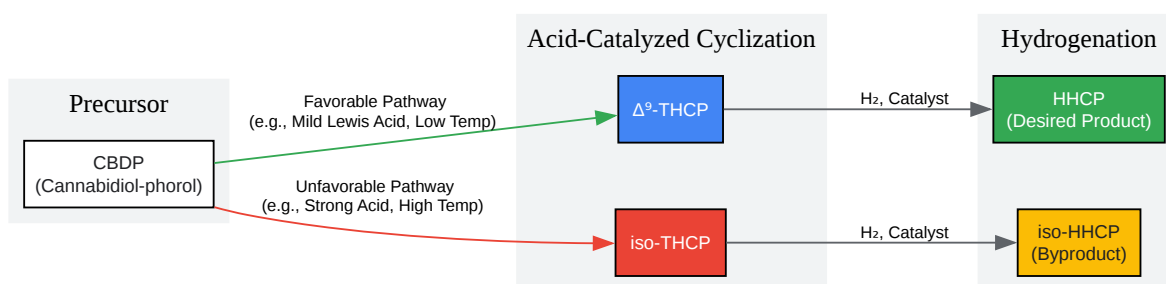 Acid-Catalyzed Cyclization
Hydrogenation
Precursor
Favorable Pathway
(e.g., Mild Lewis Acid, Low Temp)
Δ⁹-THCP
H₂, Catalyst
HHCP
(Desired Product)
CBDP
(Cannabidiol-phorol)
Unfavorable Pathway
(e.g., Strong Acid, High Temp)
iso-THCP
H₂, Catalyst
iso-HHCP
(Byproduct)